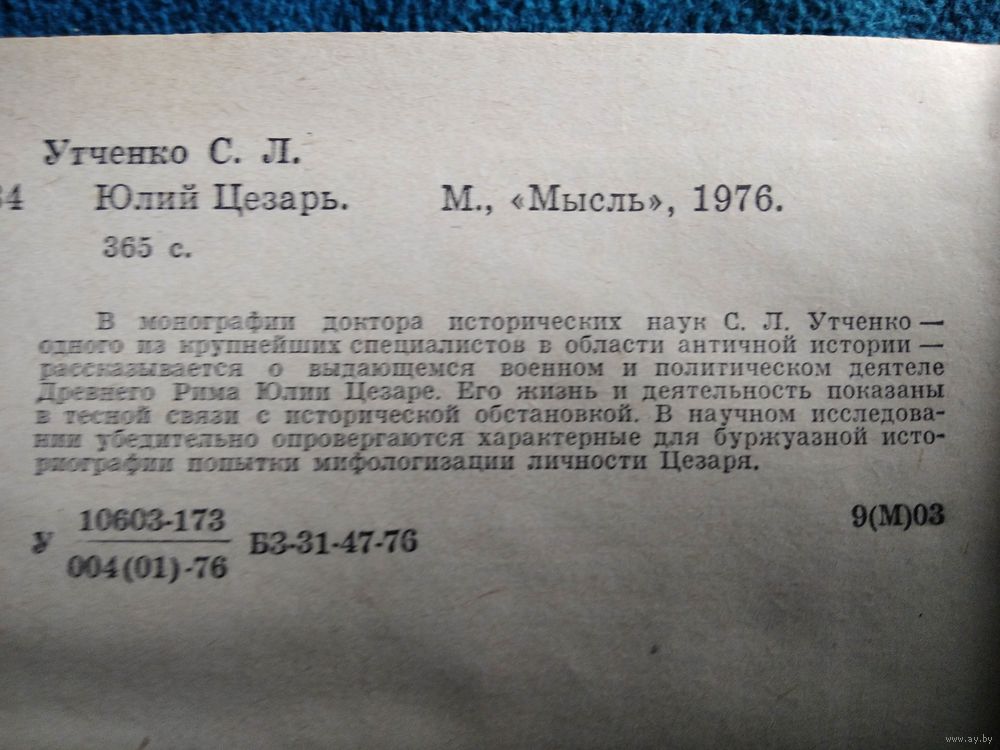 Утченко С. Л.
34 Юлий Цезарь. М., «Мысль», 1976.
365 с.
В монографии доктора исторических наук С. Л. Утченко —
одного из крупнейших специалистов в области античной истории —
рассказывается о выдающемся военном и политическом деятеле
Древнего Рима Юлии Цезаре. Его жизнь и деятельность показаны
в тесной связи с исторической обстановкой. В научном исследова-
нии убедительно опровергаются характерные для буржуазной исто-
риографии попытки мифологизации личности Цезаря.
10603-173
У БЗ-31-47-76 9(М)03
004(01)-76
www.ay.by